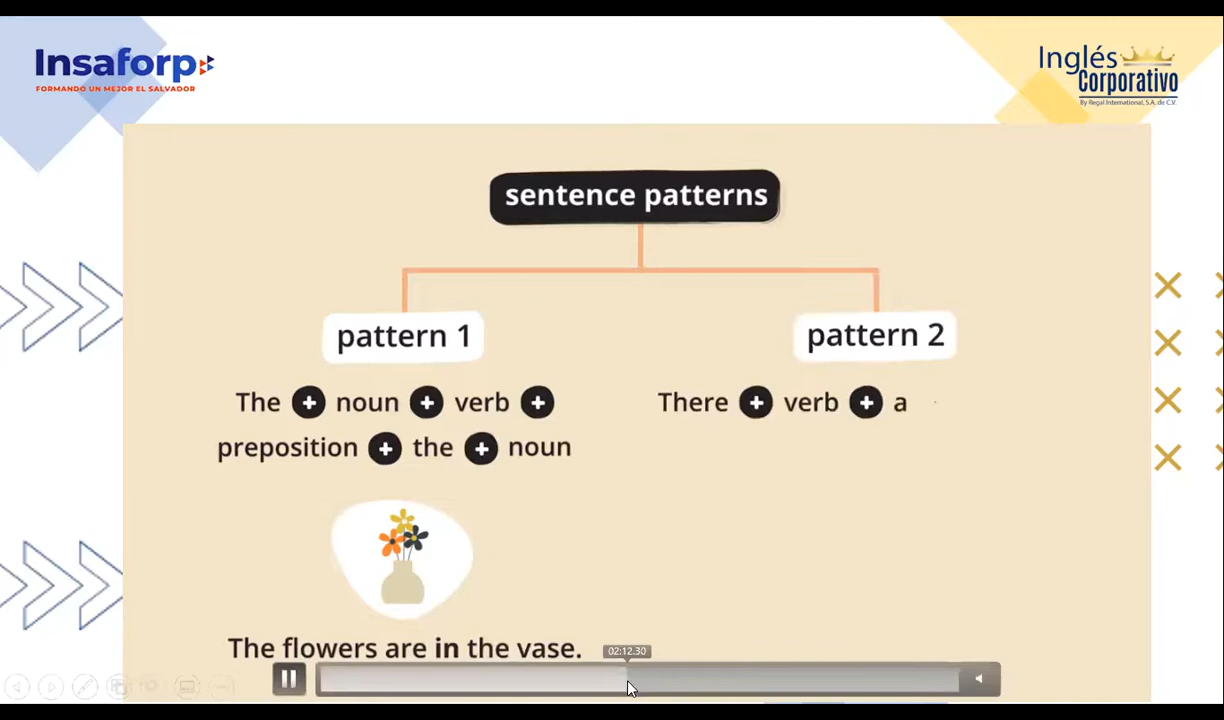 Insaforp
FORMANDO UN MEJOR EL SALVADOR
Inglés
Corporativo
By Regal International, S.A. de C.V.
sentence patterns
pattern 1
pattern 2
The + noun + verb +
preposition + the + noun
There + verb + a
The flowers are in the vase.
02:12.30